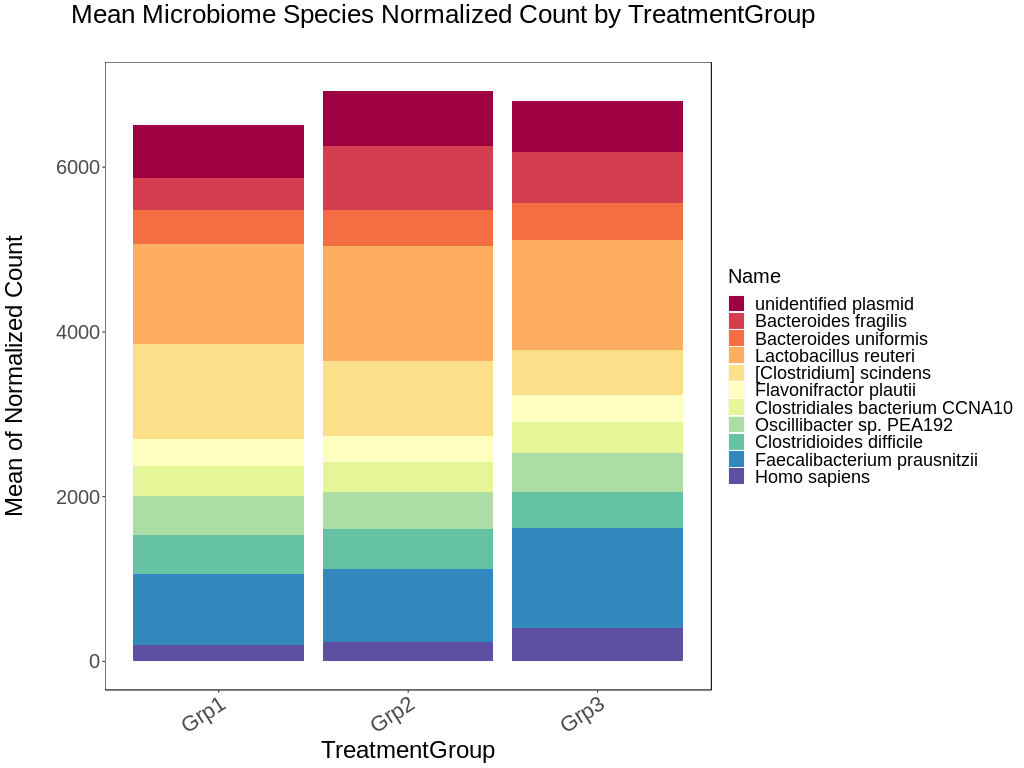 Mean Microbiome Species Normalized Count by TreatmentGroup
Mean of Normalized Count
6000
4000
2000
0
Grp1
Grp2
Grp3
TreatmentGroup
Name
unidentified plasmid
Bacteroides fragilis
Bacteroides uniformis
Lactobacillus reuteri
[Clostridium] scindens
Flavonifractor plautii
Clostridiales bacterium CCNA10
Oscillibacter sp. PEA192
Clostridioides difficile
Faecalibacterium prausnitzii
Homo sapiens